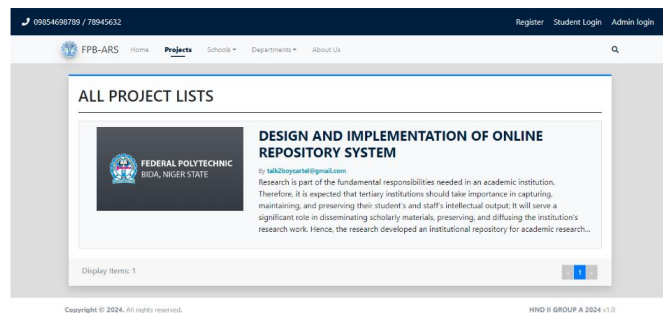 09854698789 / 78945632 Register Student Login Admin login
FPB-ARS Home Projects Schools Departments About Us
ALL PROJECT LISTS
FEDERAL POLYTECHNIC
BIDA, NIGER STATE
DESIGN AND IMPLEMENTATION OF ONLINE
REPOSITORY SYSTEM
By talk2boycartel@gmail.com
Research is part of the fundamental responsibilities needed in an academic institution.
Therefore, it is expected that tertiary institutions should take importance in capturing,
maintaining, and preserving their student's and staff's intellectual output; It will serve a
significant role in disseminating scholarly materials, preserving, and diffusing the institution's
research work. Hence, the research developed an institutional repository for academic research...
Display Items: 1
1
Copyright © 2024. All rights reserved. HND II GROUP A 2024 v1.0